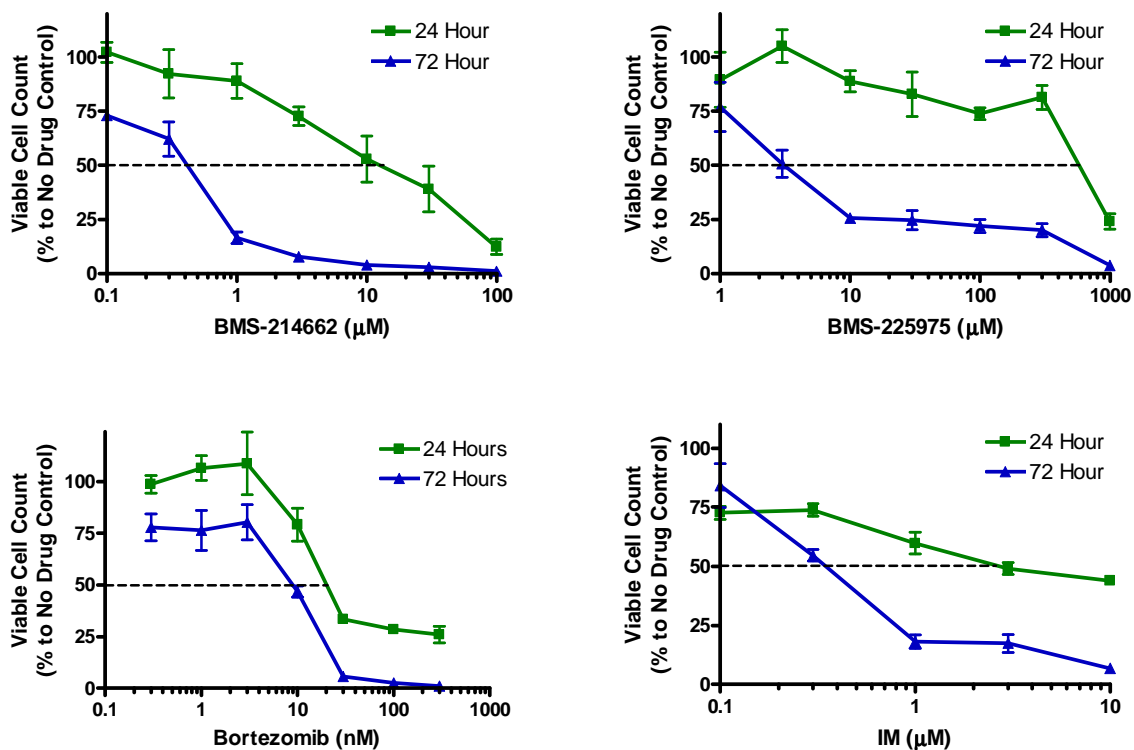 24 Hour
72 Hour
100
75
50
25
0
Viable Cell Count
(% to No Drug Control)
0.1
1
10
100
BMS-214662 (μM)
24 Hour
72 Hour
100
75
50
25
0
Viable Cell Count
(% to No Drug Control)
1
10
100
1000
BMS-225975 (μM)
24 Hours
72 Hours
100
75
50
25
0
Viable Cell Count
(% to No Drug Control)
0.1
1
10
100
1000
Bortezomib (nM)
24 Hour
72 Hour
100
75
50
25
0
Viable Cell Count
(% to No Drug Control)
0.1
1
10
IM (μM)